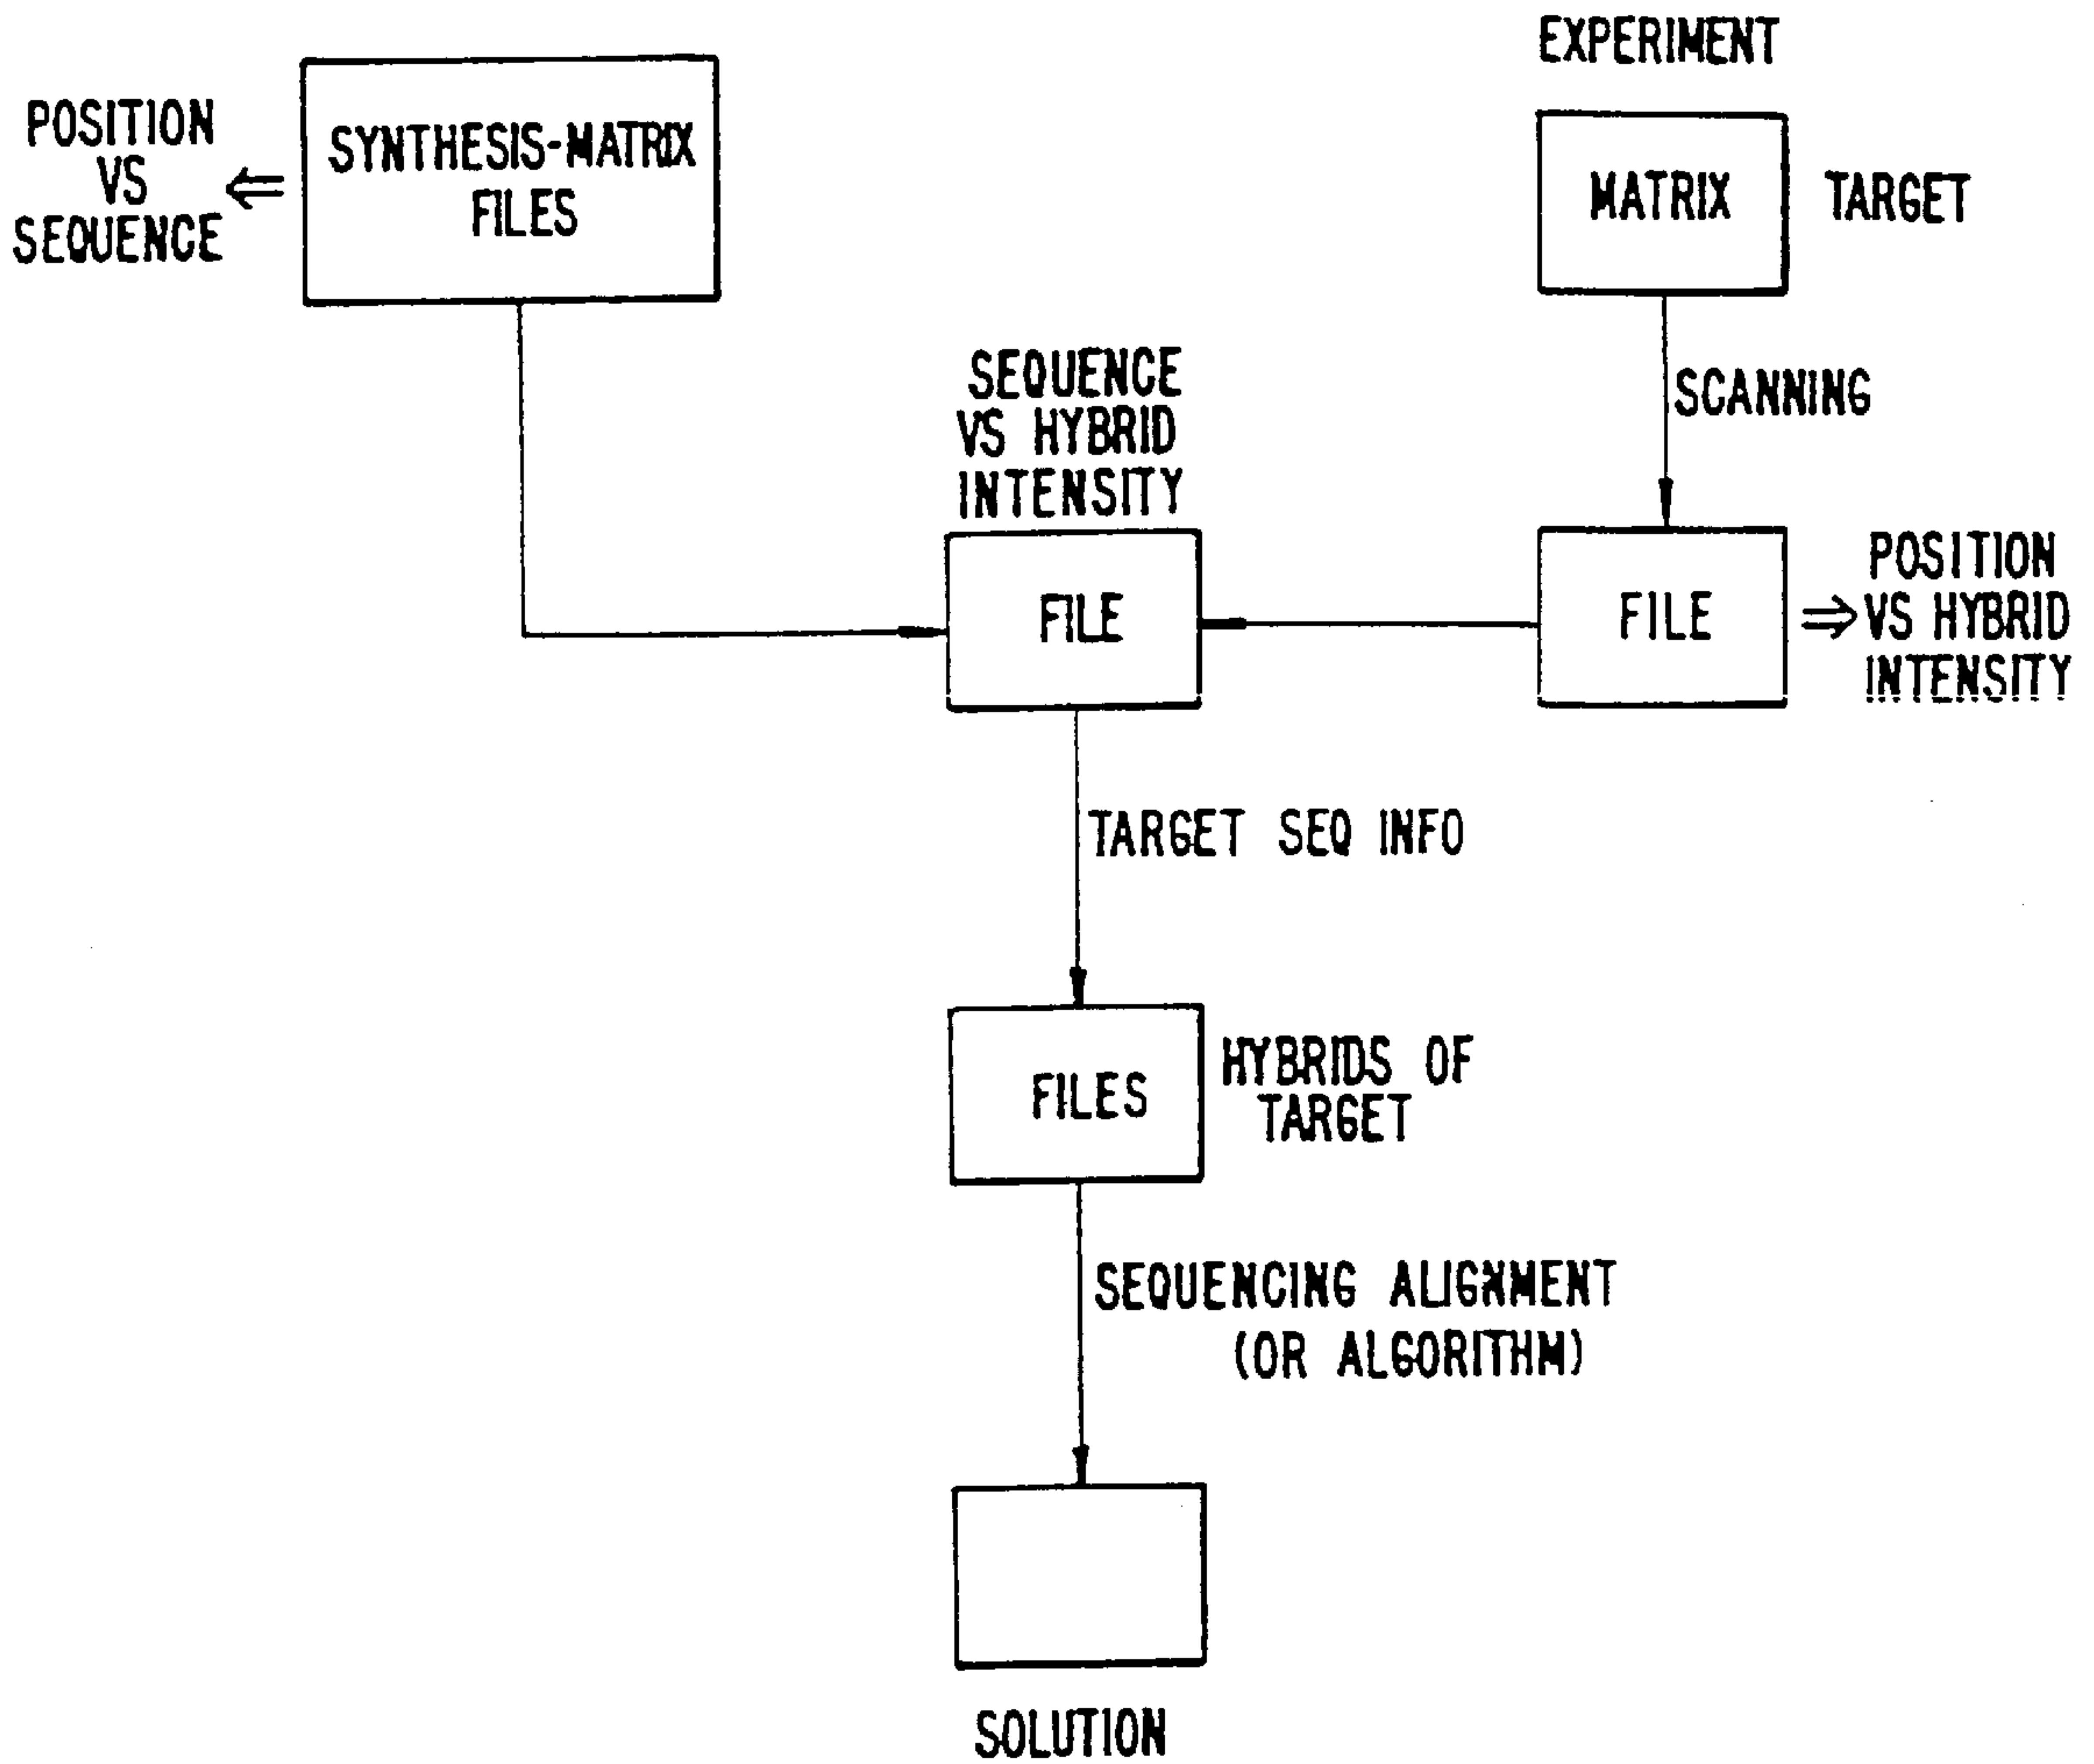 EXPERIMENT
POSITION
VS
SEQUENCE
SYNTHESIS-MATRIX
FILES
MATRIX
TARGET
SCANNING
SEQUENCE
VS HYBRID
INTENSITY
FILE
FILE
POSITION
VS HYBRID
INTENSITY
TARGET SEQ INFO
FILES
HYBRIDS OF
TARGET
SEQUENCING ALIGNMENT
(OR ALGORITHM)
SOLUTION